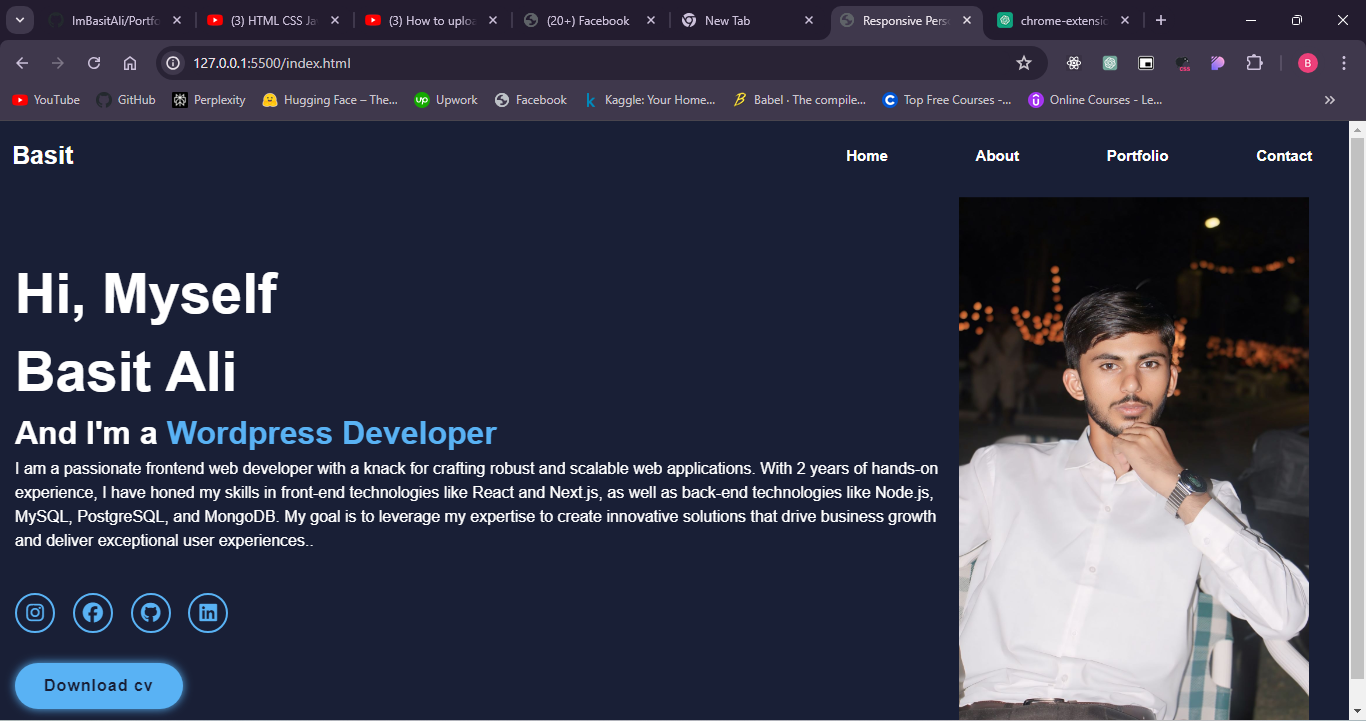 ImBasitAli/Portfo
(3) HTML CSS Ja
(3) How to uploa
(20+) Facebook
New Tab
Responsive Pers
chrome-extensio
127.0.0.1:5500/index.html
B
YouTube
GitHub
Perplexity
Hugging Face – The...
up Upwork
Facebook
k Kaggle: Your Home...
Babel · The compile...
C Top Free Courses -...
Online Courses - Le...
Basit
Home
About
Portfolio
Contact
Hi, Myself
Basit Ali
And I'm a Wordpress Developer
I am a passionate frontend web developer with a knack for crafting robust and scalable web applications. With 2 years of hands-on
experience, I have honed my skills in front-end technologies like React and Next.js, as well as back-end technologies like Node.js,
MySQL, PostgreSQL, and MongoDB. My goal is to leverage my expertise to create innovative solutions that drive business growth
and deliver exceptional user experiences..
Download cv